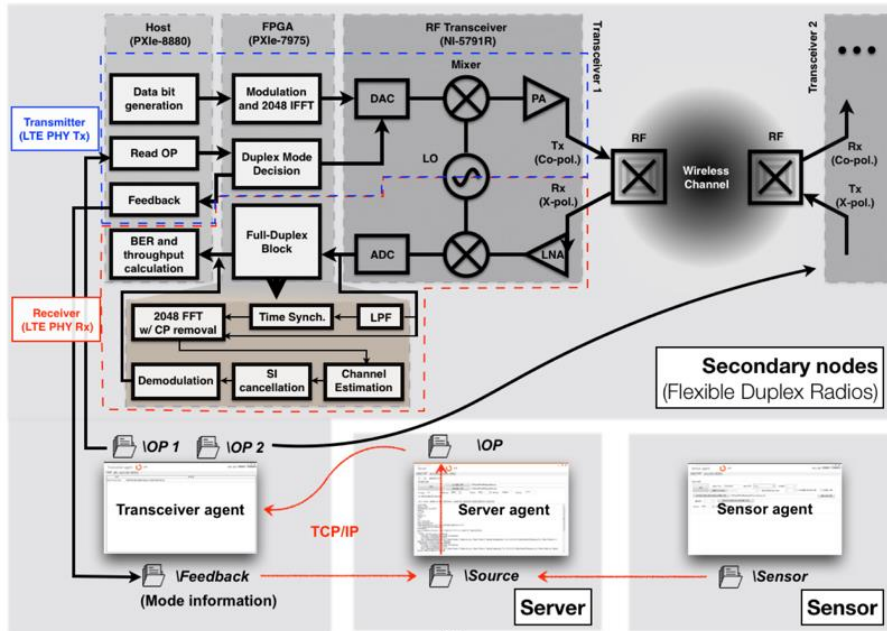 Host
(PXIe-8880)
FPGA
(PXIe-7975)
RF Transceiver
(NI-5791R)
Transceiver 1
Transceiver 2
Transmitter
(LTE PHY Tx)
Data bit
generation
Modulation
and 2048 IFFT
DAC
Mixer
PA
Read OP
Duplex Mode
Decision
LO
Tx
(Co-pol.)
RF
Wireless
Channel
RF
Rx
(Co-pol.)
Feedback
Rx
(X-pol.)
Tx
(X-pol.)
BER and
throughput
calculation
Full-Duplex
Block
ADC
LNA
Receiver
(LTE PHY Rx)
2048 FFT
w/ CP removal
Time Synch.
LPF
Demodulation
SI
cancellation
Channel
Estimation
Secondary nodes
(Flexible Duplex Radios)
\OP 1
\OP 2
\OP
Transceiver agent
TCP/IP
Server agent
Sensor agent
\Feedback
(Mode information)
\Source
\Sensor
Server
Sensor